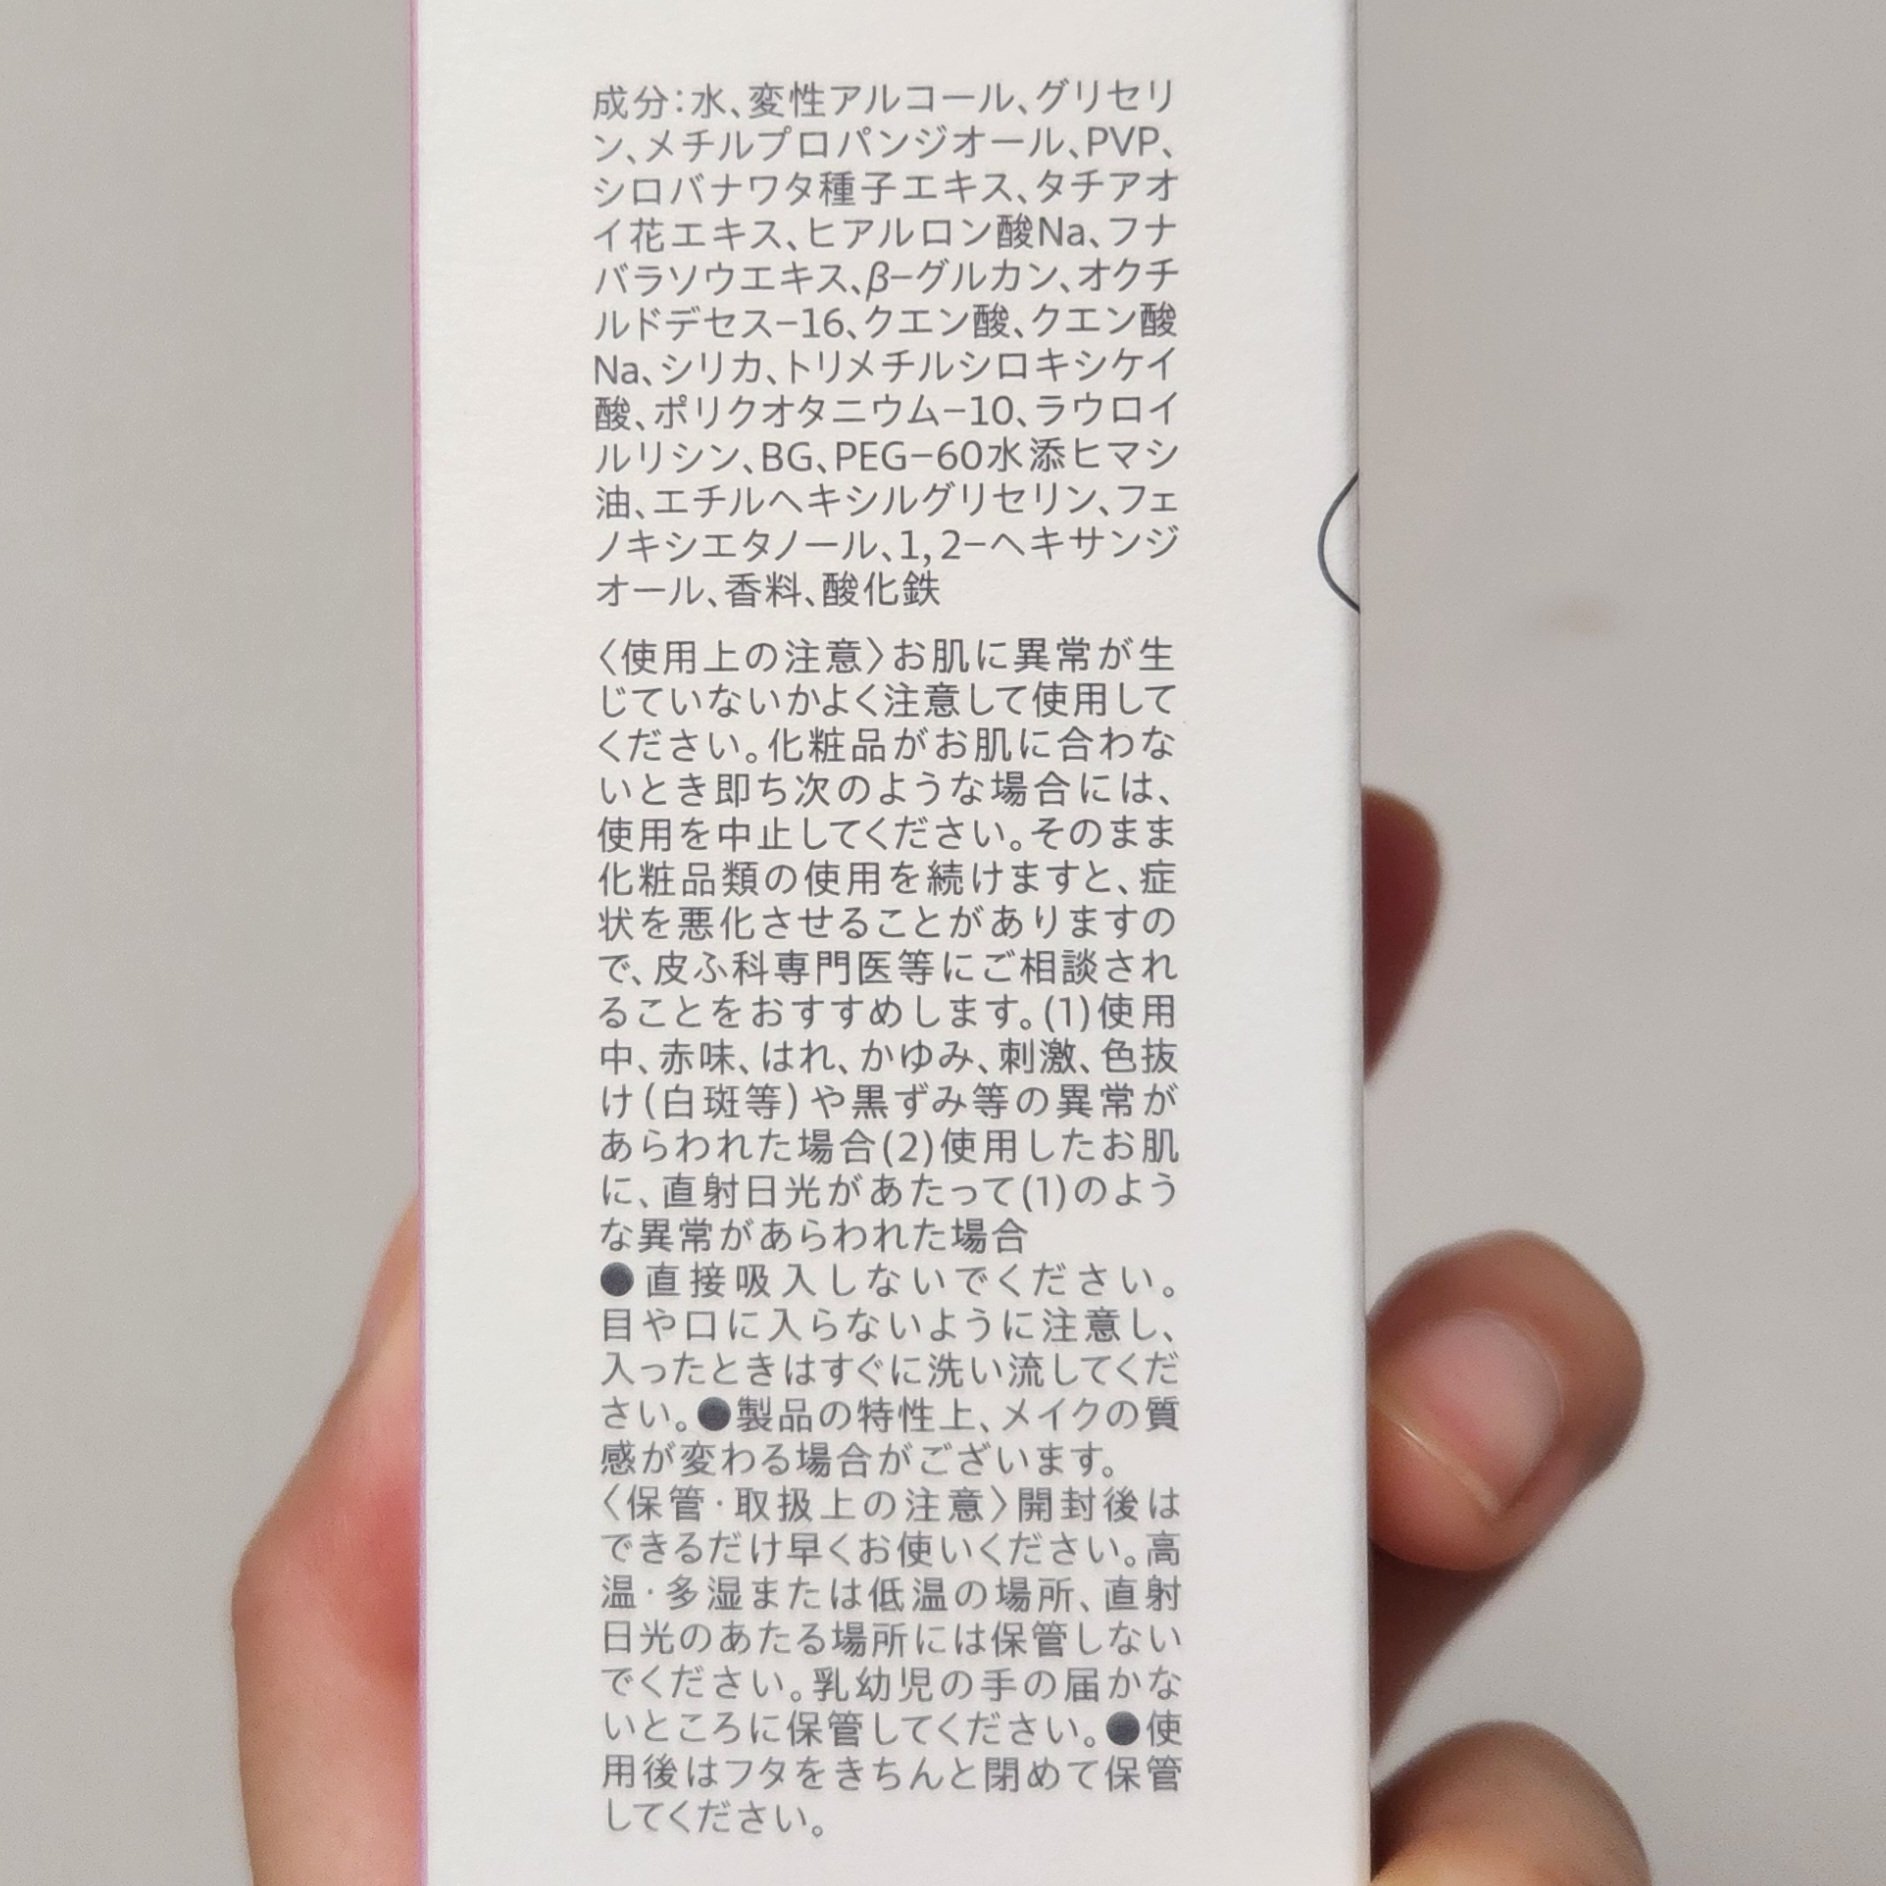 成分：水、変性アルコール、グリセリ
ン、メチルプロパンジオール、PVP、
シロバナワタ種子エキス、タチアオ
イ花エキス、ヒアルロン酸Na、フナ
バラソウエキス、β−グルカン、オクチ
ルドデセス−16、クエン酸、クエン酸
Na、シリカ、トリメチルシロキシケイ
酸、ポリクオタニウム−10、ラウロイ
ルリシン、BG、PEG−60水添ヒマシ
油、エチルヘキシルグリセリン、フェ
ノキシエタノール、1,2−ヘキサンジ
オール、香料、酸化鉄
〈使用上の注意〉お肌に異常が生
じていないかよく注意して使用して
ください。化粧品がお肌に合わな
いとき即ち次のような場合には、
使用を中止してください。そのまま
化粧品類の使用を続けますと、症
状を悪化させることがありますの
で、皮ふ科専門医等にご相談され
ることをおすすめします。(1)使用
中、赤味、はれ、かゆみ、刺激、色抜
け(白斑等)や黒ずみ等の異常が
あらわれた場合(2)使用したお肌
に、直射日光があたって(1)のよう
な異常があらわれた場合
●直接吸入しないでください。
目や口に入らないように注意し、
入ったときはすぐに洗い流してくだ
さい。●製品の特性上、メイクの質
感が変わる場合がございます。
〈保管・取扱上の注意〉開封後は
できるだけ早くお使いください。高
温・多湿または低温の場所、直射
日光のあたる場所には保管しない
でください。乳幼児の手の届かな
いところに保管してください。●使
用後はフタをきちんと閉めて保管
してください。